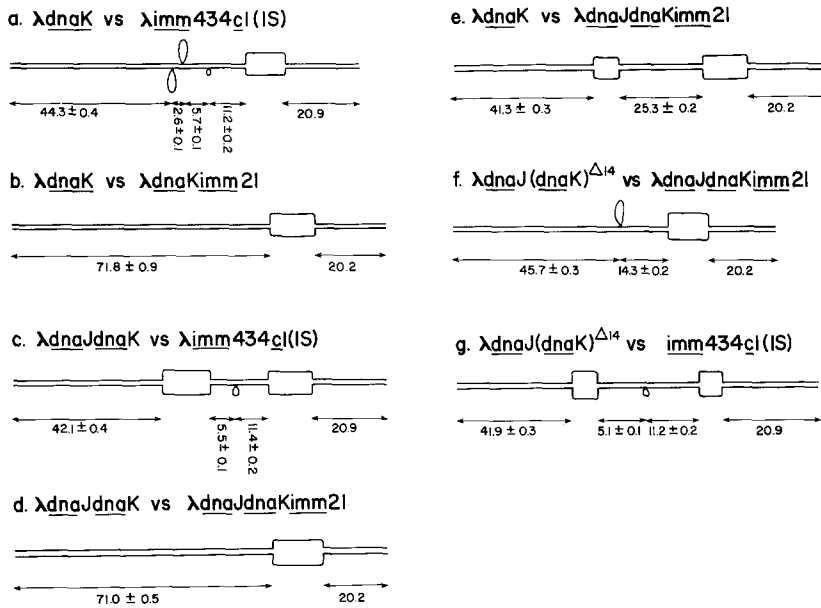 a. λdnaK vs λimm434cI(IS)
44.3 ± 0.4
2.6 ± 0.1
5.7 ± 0.1
11.2 ± 0.2
20.9
b. λdnaK vs λdnaKimm21
71.8 ± 0.9
20.2
c. λdnaJdnaK vs λimm434cI(IS)
42.1 ± 0.4
5.5 ± 0.1
11.4 ± 0.2
20.9
d. λdnaJdnaK vs λdnaJdnaKimm21
71.0 ± 0.5
20.2
e. λdnaK vs λdnaJdnaKimm21
41.3 ± 0.3
25.3 ± 0.2
20.2
f. λdnaJ(dnaK)Δ14 vs λdnaJdnaKimm21
45.7 ± 0.3
14.3 ± 0.2
20.2
g. λdnaJ(dnaK)Δ14 vs imm434cI(IS)
41.9 ± 0.3
5.1 ± 0.1
11.2 ± 0.2
20.9